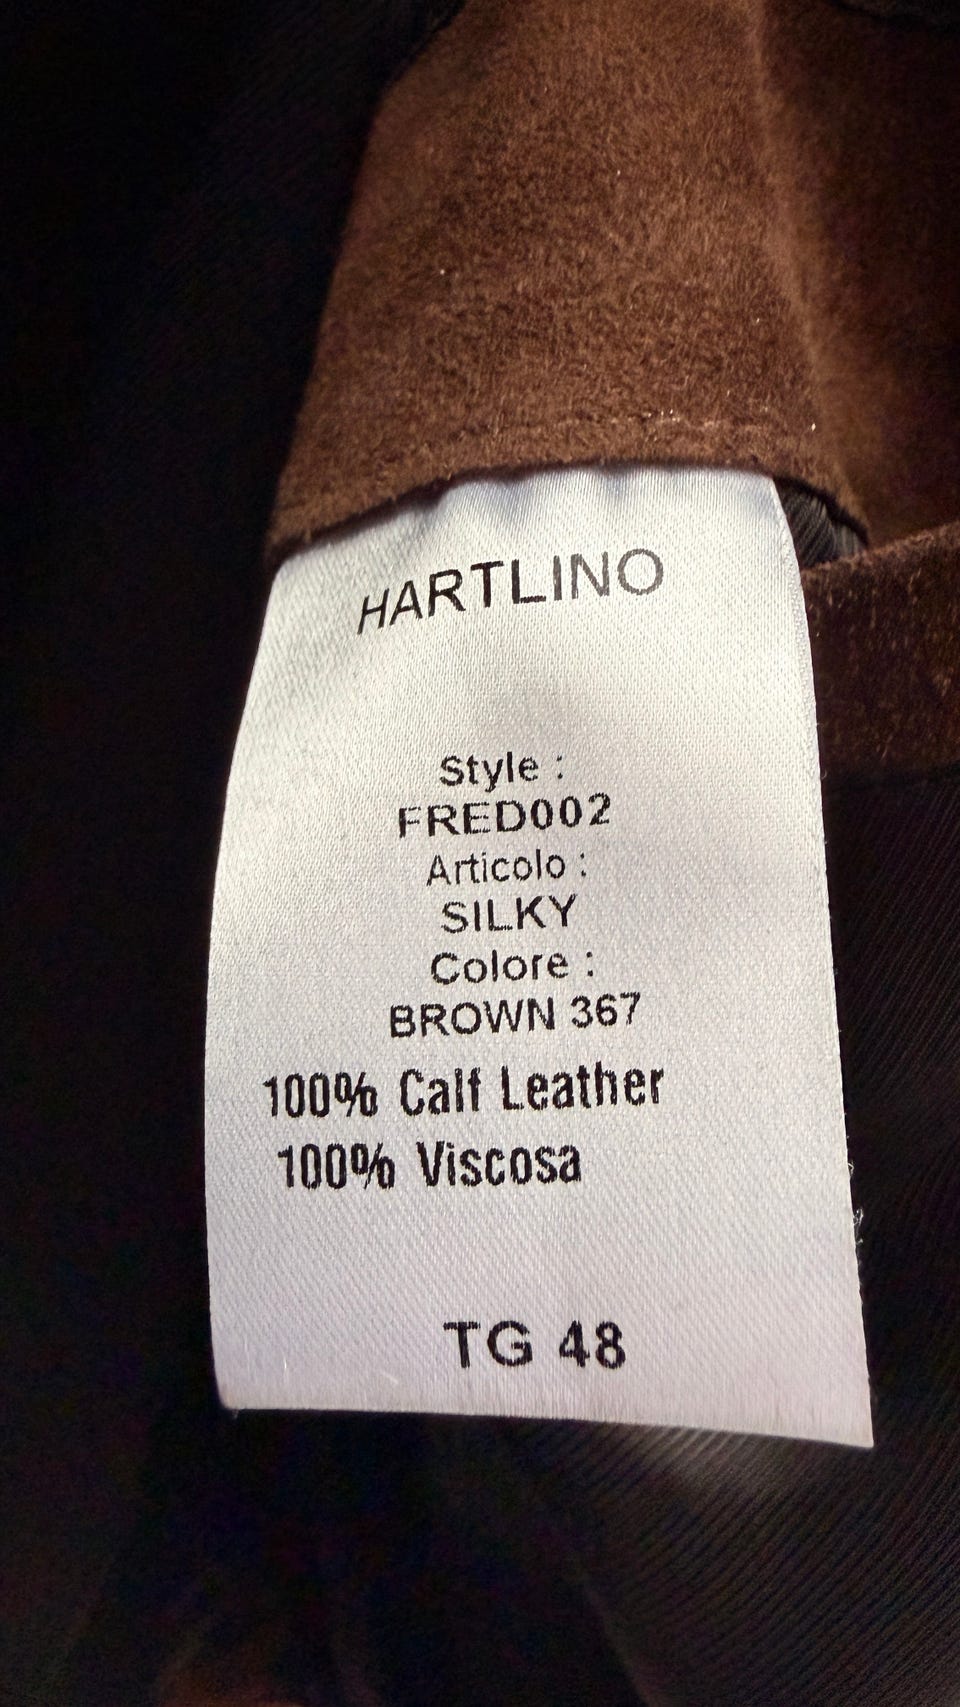 HARTLINO
Style :
FRED002
Articolo :
SILKY
Colore :
BROWN 367
100% Calf Leather
100% Viscosa
TG 48